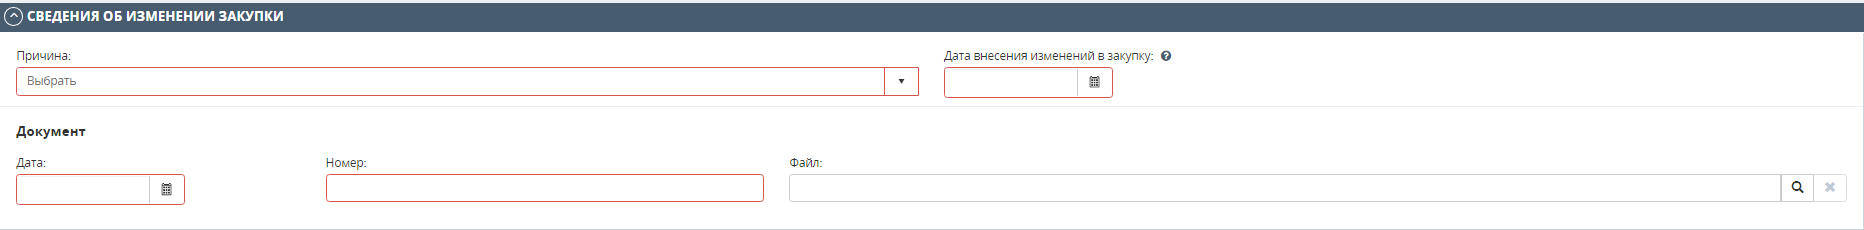 СВЕДЕНИЯ ОБ ИЗМЕНЕНИИ ЗАКУПКИ
Причина:
Дата внесения изменений в закупку:
Выбрать
Документ
Дата:
Номер:
Файл: